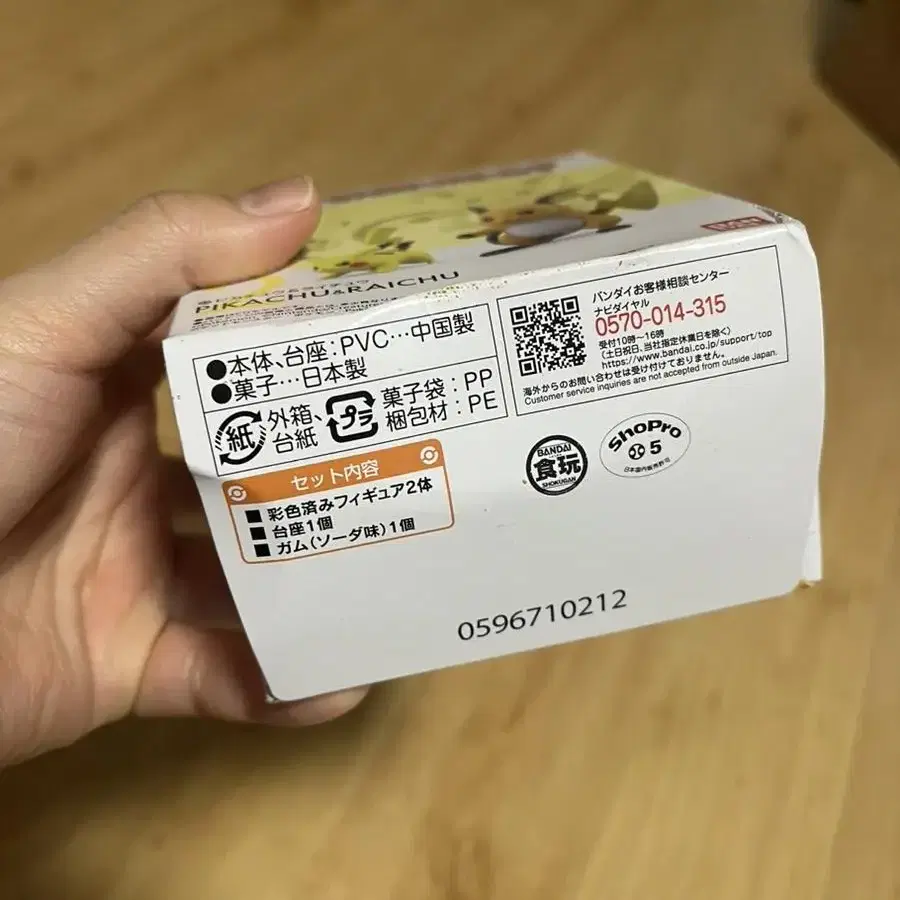 PIKACHU&RAICHU
●本体、台座：PVC…中国製
●菓子…日本製
紙
外箱、
台紙
プラ
菓子袋：PP
梱包材：PE
バンダイお客様相談センター
ナビダイヤル
0570-014-315
受付10時〜16時
(土日祝日、当社指定休業日を除く)
https://www.bandai.co.jp/support/top
海外からのお問い合わせは受け付けておりません。
Customer service inquiries are not accepted from outside Japan.
セット内容
■彩色済みフィギュア2体
■台座1個
■ガム(ソーダ味)1個
BANDAI
食玩
SHOKUGAN
ShoPro
5
日本国内販売許可
0596710212